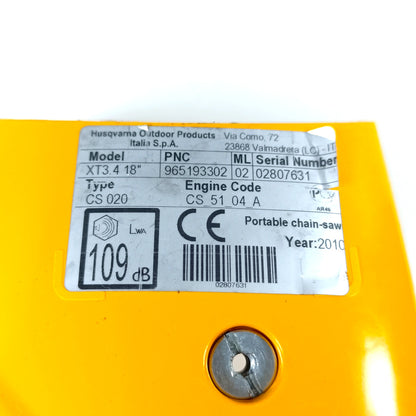 Husqvarna Outdoor Products
Italia S.p.A.
Via Como, 72
23868 Valmadrera (LC) - IT
Model PNC ML Serial Number
XT3.4 18" 965193302 02 02807631
Type Engine Code
CS 020 CS 51 04 A
AR46
LWA
109 dB
CE
Portable chain-saw
Year:2010
02807631